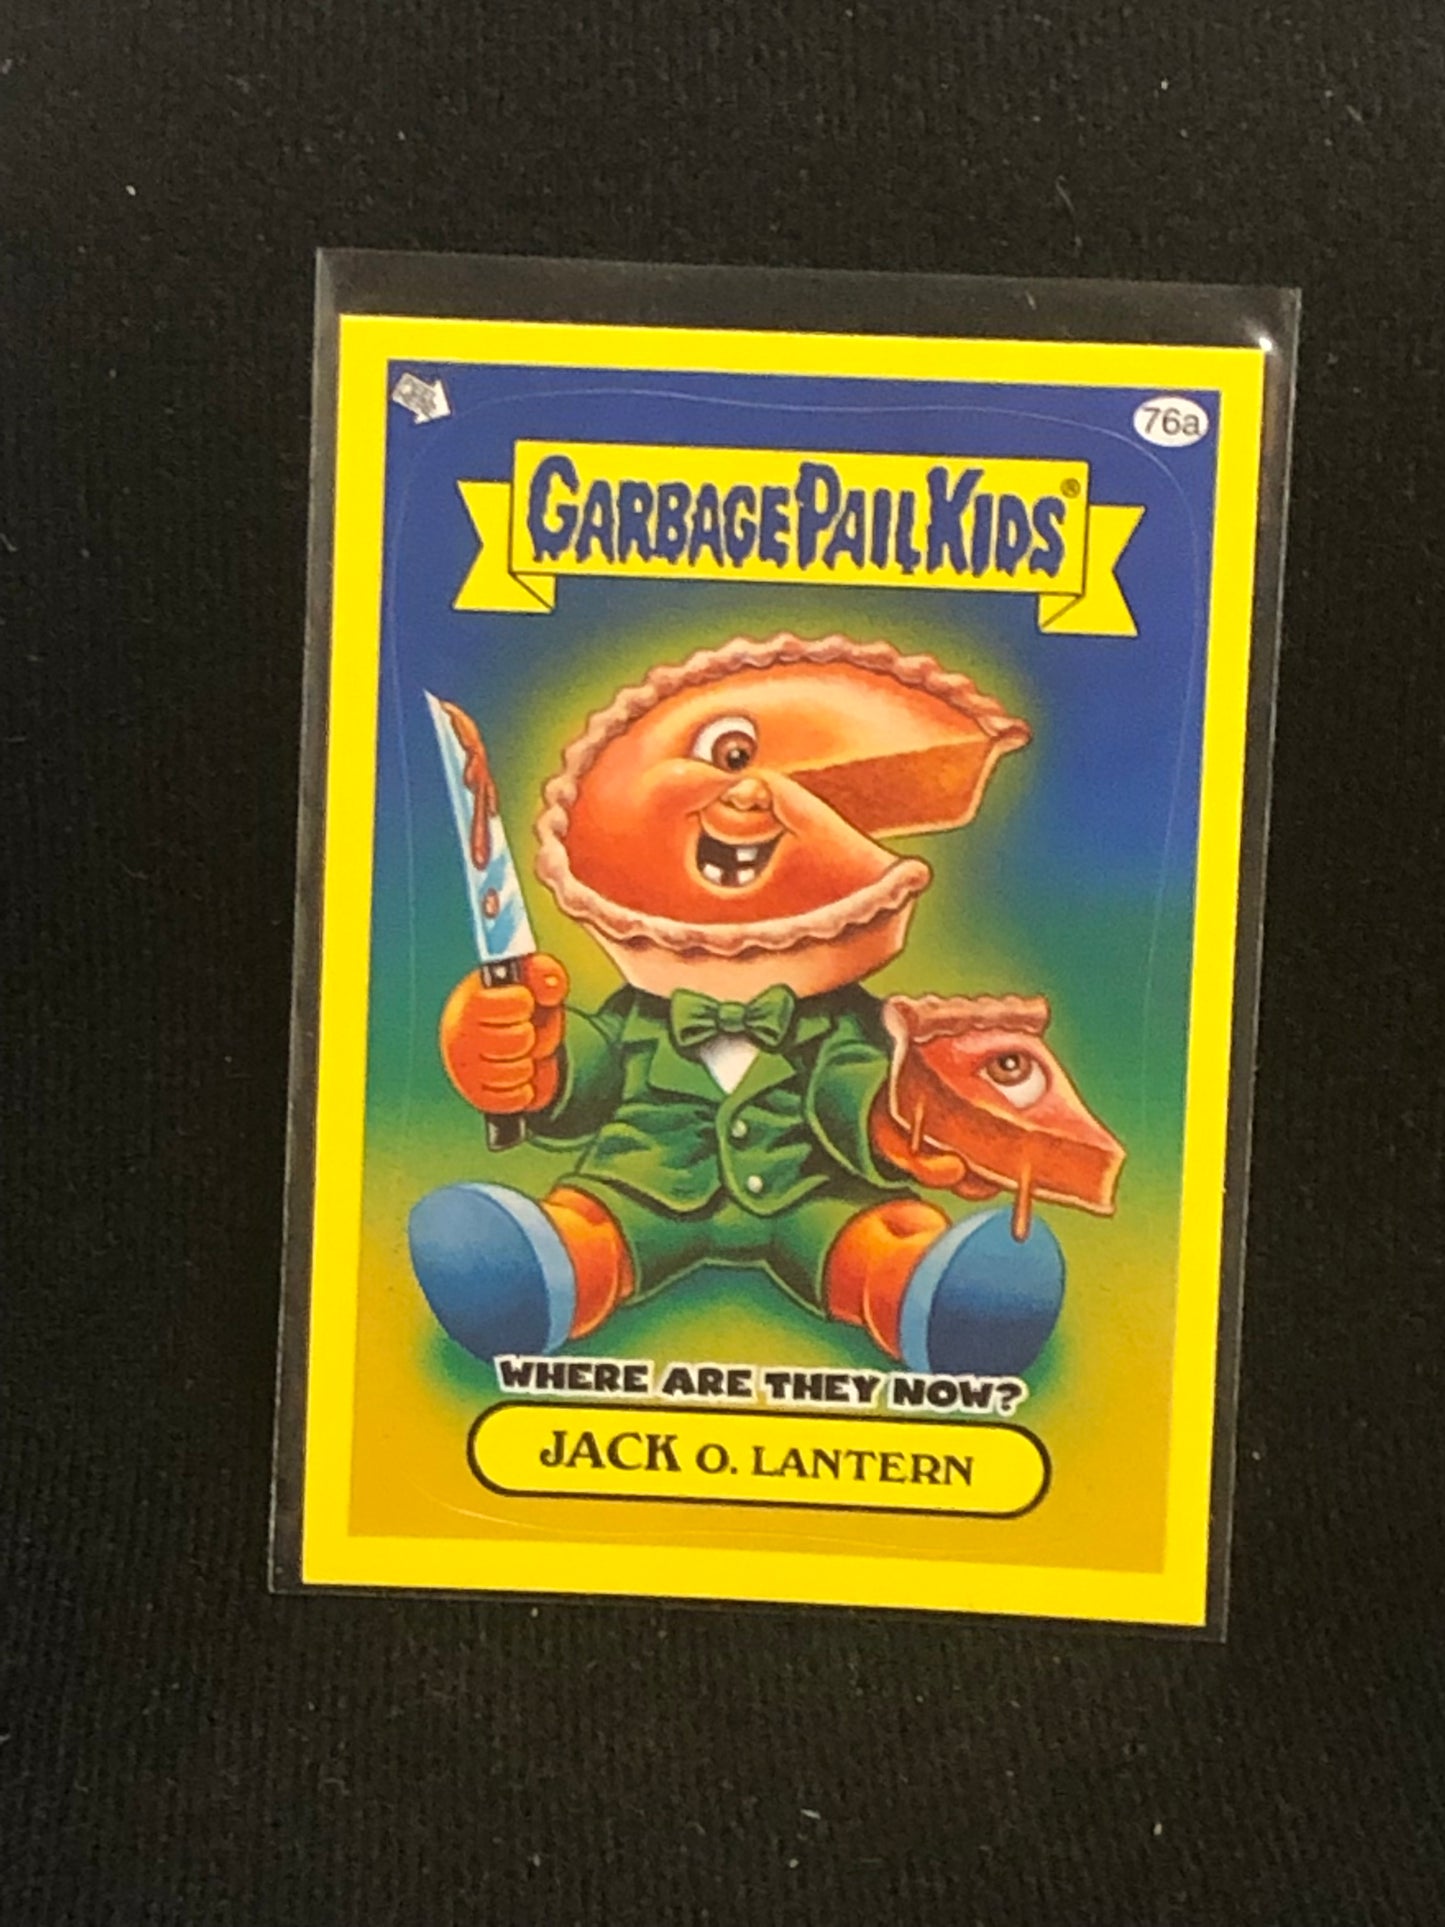 76a
GARBAGE PAIL KIDS®
WHERE ARE THEY NOW?
JACK O. LANTERN